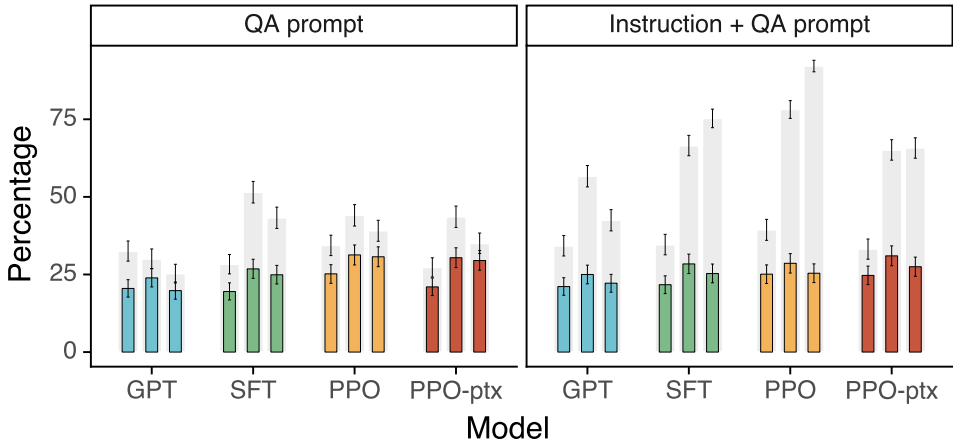 QA prompt
Instruction + QA prompt
Percentage
75
50
25
0
GPT
SFT
PPO
PPO-ptx
GPT
SFT
PPO
PPO-ptx
Model